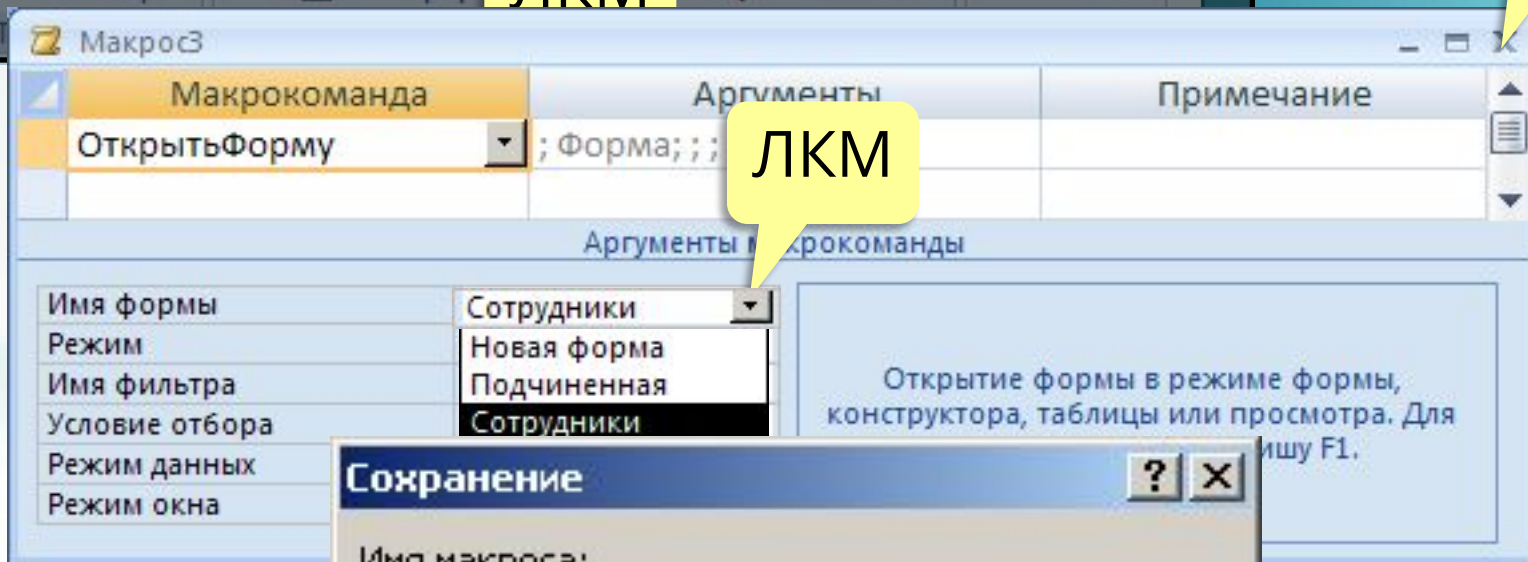 ЛКМ
Макрос3
Макрокоманда Аргументы Примечание
ОткрытьФорму ; Форма; ; ;
ЛКМ
Аргументы макрокоманды
Имя формы Сотрудники
Режим Новая форма
Имя фильтра Подчиненная
Условие отбора Сотрудники
Режим данных
Режим окна
Открытие формы в режиме формы,
конструктора, таблицы или просмотра. Для
F1.
Сохранение
Имя макроса: